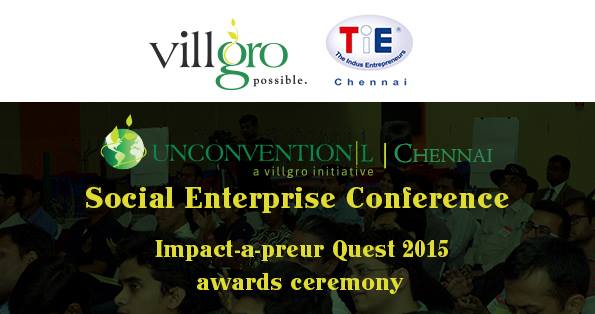 villgro
possible.
TiE
The Indus Entrepreneurs
Chennai
UNCONVENTION|L | CHENNAI
a villgro initiative
Social Enterprise Conference
Impact-a-preur Quest 2015
awards ceremony